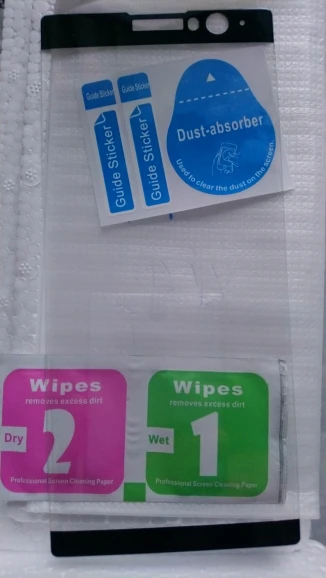 Guide Sticker
Guide Sticker
Guide Sticker
Guide Sticker
Dust-absorber
Used to clear the dust on the screen.
Wipes
removes excess dirt
Dry
2
Professional Screen Cleaning Paper
Wipes
removes excess dirt
Wet
1
Professional Screen Cleaning Paper